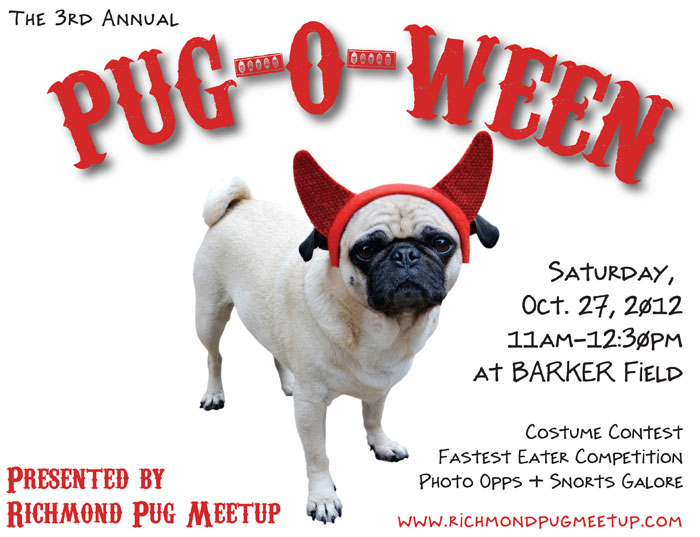 The 3rd Annual
PUG-O-WEEN
Saturday,
Oct. 27, 2012
11am-12:30pm
at BARKER Field
Costume Contest
Fastest Eater Competition
Photo Opps + Snorts Galore
Presented by
Richmond Pug Meetup
www.richmondpugmeetup.com